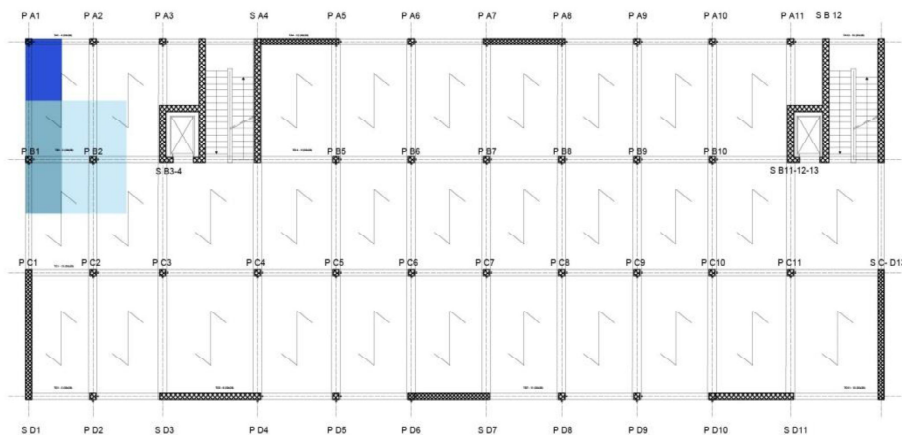 P A1 P A2 P A3 S A4 P A5 P A6 P A7 P A8 P A9 P A10 P A11 S B 12
P B1 P B2 P B5 P B6 P B7 P B8 P B9 P B10
S B3-4 S B11-12-13
P C1 P C2 P C3 P C4 P C5 P C6 P C7 P C8 P C9 P C10 P C11 S C- D13
S D1 P D2 S D3 P D4 P D5 P D6 S D7 P D8 P D9 P D10 S D11